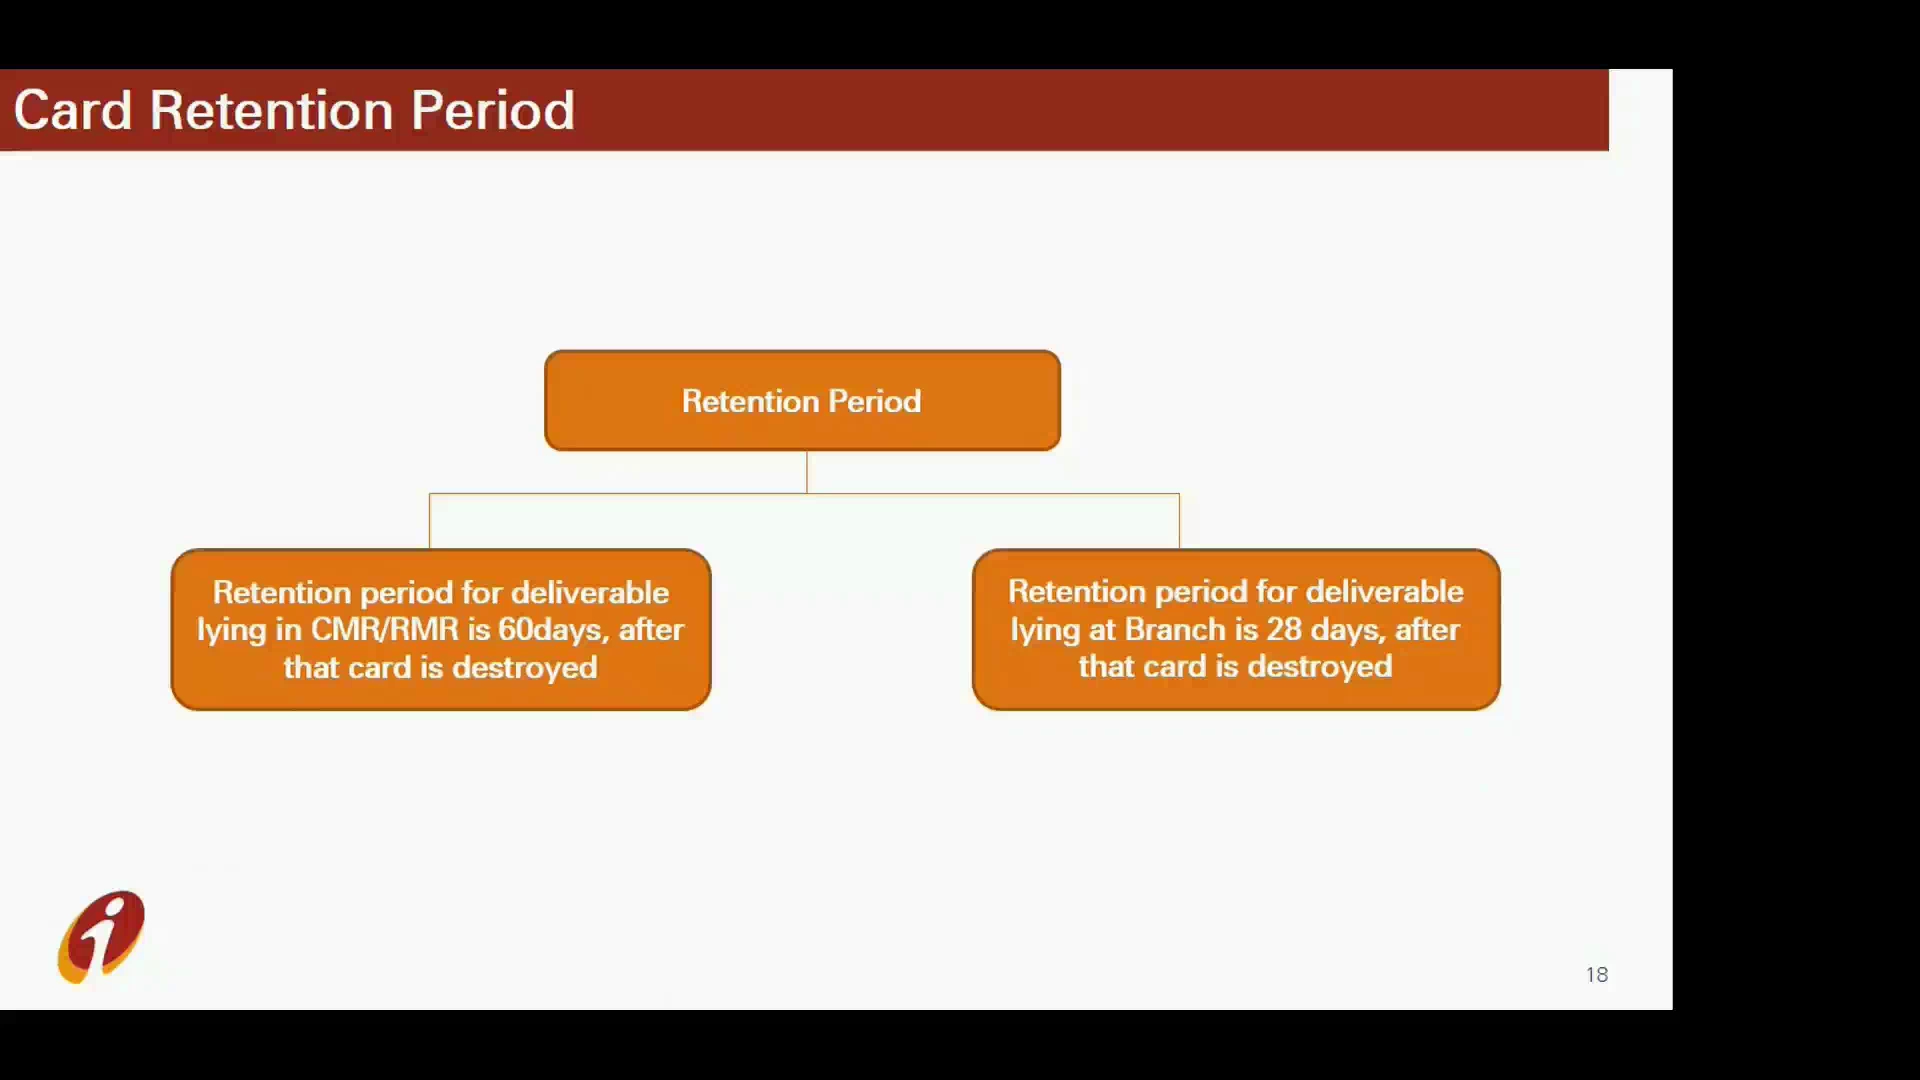 Card Retention Period
Retention Period
Retention period for deliverable
lying in CMR/RMR is 60days, after
that card is destroyed
Retention period for deliverable
lying at Branch is 28 days, after
that card is destroyed
18